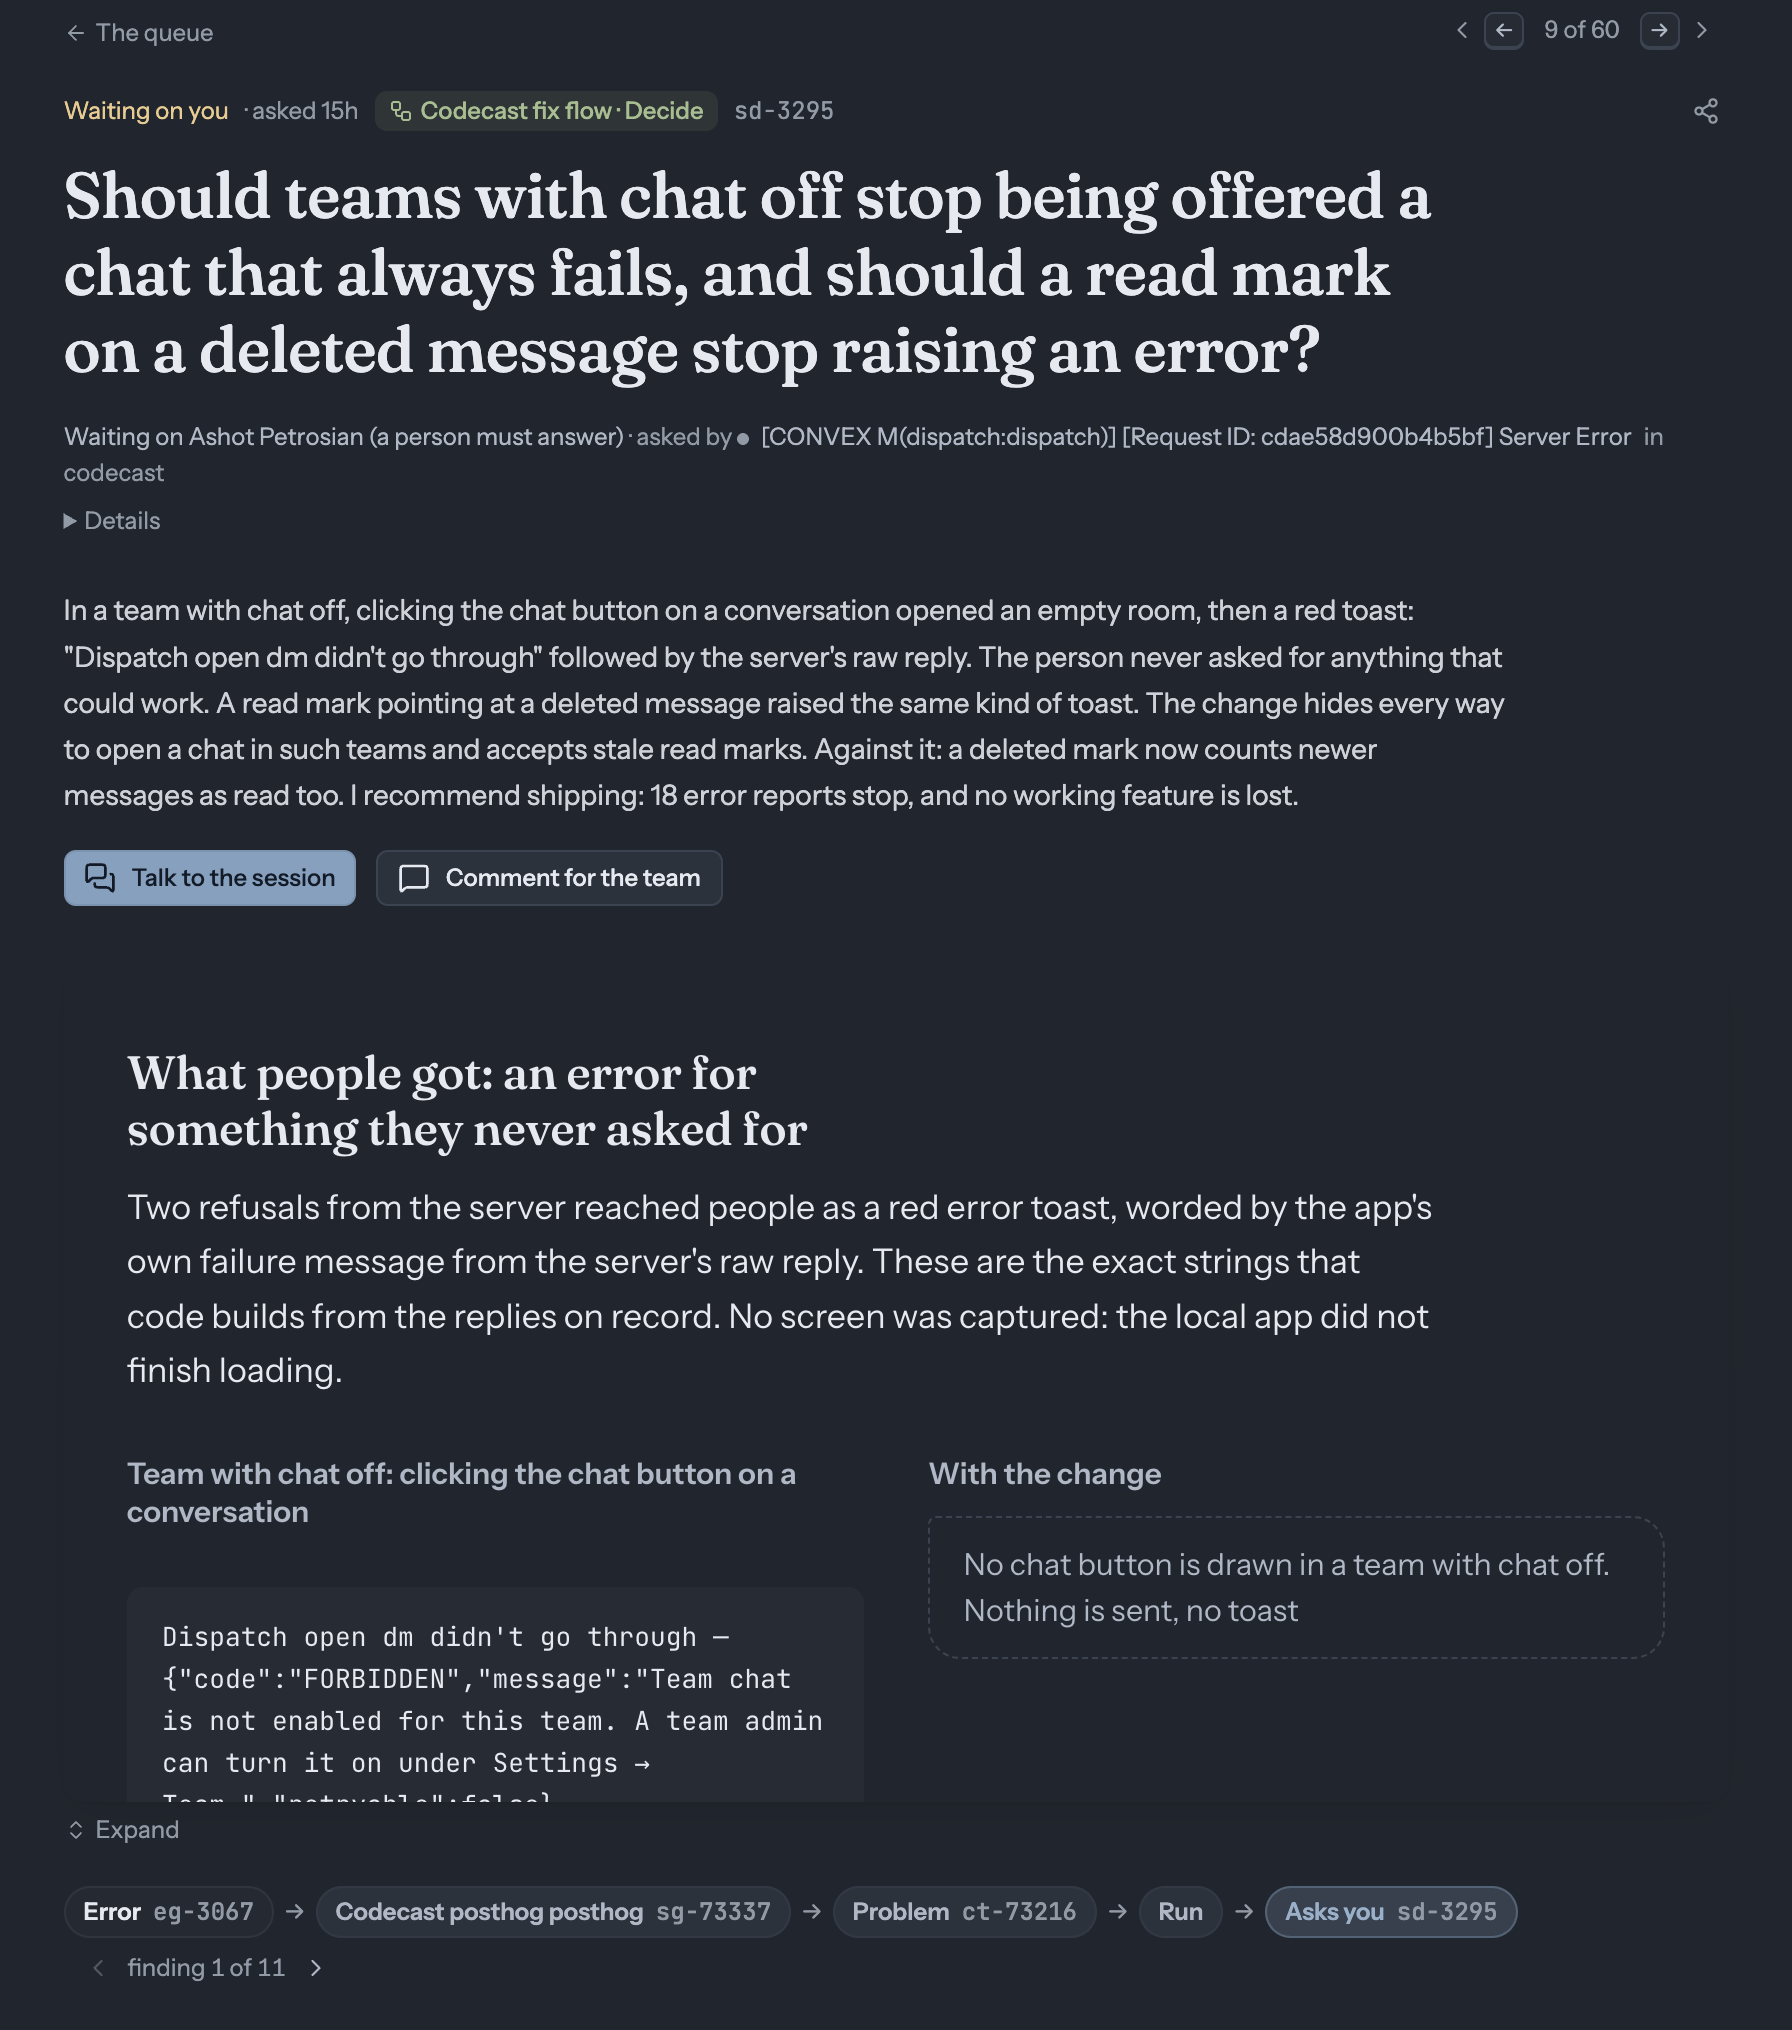 ← The queue
9 of 60
Waiting on you · asked 15h Codecast fix flow · Decide sd-3295
Should teams with chat off stop being offered a
chat that always fails, and should a read mark
on a deleted message stop raising an error?
Waiting on Ashot Petrosian (a person must answer) · asked by ● [CONVEX M(dispatch:dispatch)] [Request ID: cdae58d900b4b5bf] Server Error in
codecast
▶ Details
In a team with chat off, clicking the chat button on a conversation opened an empty room, then a red toast:
"Dispatch open dm didn't go through" followed by the server's raw reply. The person never asked for anything that
could work. A read mark pointing at a deleted message raised the same kind of toast. The change hides every way
to open a chat in such teams and accepts stale read marks. Against it: a deleted mark now counts newer
messages as read too. I recommend shipping: 18 error reports stop, and no working feature is lost.
Talk to the session
Comment for the team
What people got: an error for
something they never asked for
Two refusals from the server reached people as a red error toast, worded by the app's
own failure message from the server's raw reply. These are the exact strings that
code builds from the replies on record. No screen was captured: the local app did not
finish loading.
Team with chat off: clicking the chat button on a
conversation
Dispatch open dm didn't go through —
{"code":"FORBIDDEN","message":"Team chat
is not enabled for this team. A team admin
can turn it on under Settings →
Team.","retryable":false}
With the change
No chat button is drawn in a team with chat off.
Nothing is sent, no toast
Expand
Error eg-3067 → Codecast posthog posthog sg-73337 → Problem ct-73216 → Run → Asks you sd-3295
finding 1 of 11